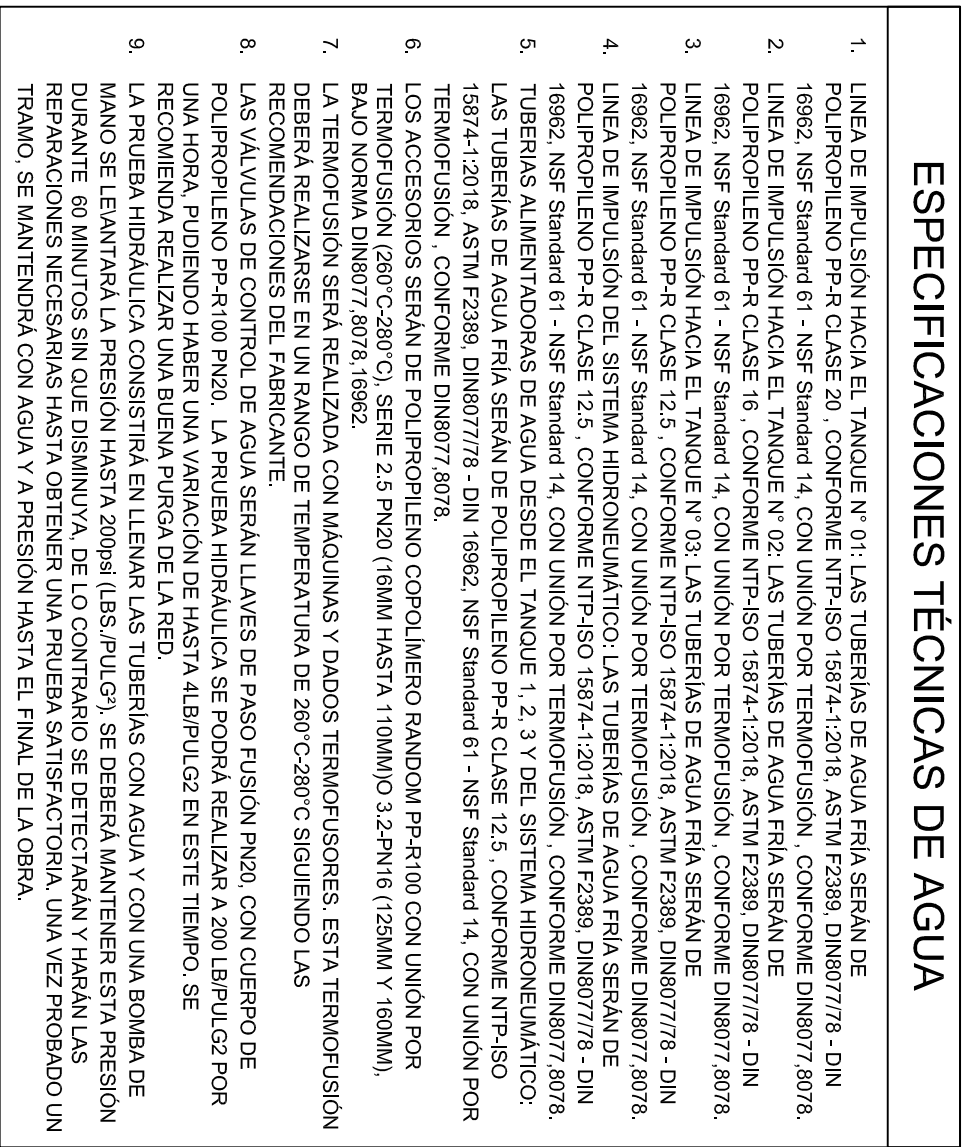 ESPECIFICACIONES TÉCNICAS DE AGUA
1. LINEA DE IMPULSIÓN HACIA EL TANQUE N° 01: LAS TUBERÍAS DE AGUA FRÍA SERÁN DE
POLIPROPILENO PP-R CLASE 20 , CONFORME NTP-ISO 15874-1:2018, ASTM F2389, DIN8077/78 - DIN
16962, NSF Standard 61 - NSF Standard 14, CON UNIÓN POR TERMOFUSIÓN , CONFORME DIN8077,8078.
2. LINEA DE IMPULSIÓN HACIA EL TANQUE N° 02: LAS TUBERÍAS DE AGUA FRÍA SERÁN DE
POLIPROPILENO PP-R CLASE 16 , CONFORME NTP-ISO 15874-1:2018, ASTM F2389, DIN8077/78 - DIN
16962, NSF Standard 61 - NSF Standard 14, CON UNIÓN POR TERMOFUSIÓN , CONFORME DIN8077,8078.
3. LINEA DE IMPULSIÓN HACIA EL TANQUE N° 03: LAS TUBERÍAS DE AGUA FRÍA SERÁN DE
POLIPROPILENO PP-R CLASE 12.5 , CONFORME NTP-ISO 15874-1:2018, ASTM F2389, DIN8077/78 - DIN
16962, NSF Standard 61 - NSF Standard 14, CON UNIÓN POR TERMOFUSIÓN , CONFORME DIN8077,8078.
4. LINEA DE IMPULSIÓN DEL SISTEMA HIDRONEUMÁTICO: LAS TUBERÍAS DE AGUA FRÍA SERÁN DE
POLIPROPILENO PP-R CLASE 12.5 , CONFORME NTP-ISO 15874-1:2018, ASTM F2389, DIN8077/78 - DIN
16962, NSF Standard 61 - NSF Standard 14, CON UNIÓN POR TERMOFUSIÓN , CONFORME DIN8077,8078.
5. TUBERIAS ALIMENTADORAS DE AGUA DESDE EL TANQUE 1, 2, 3 Y DEL SISTEMA HIDRONEUMÁTICO:
LAS TUBERÍAS DE AGUA FRÍA SERÁN DE POLIPROPILENO PP-R CLASE 12.5 , CONFORME NTP-ISO
15874-1:2018, ASTM F2389, DIN8077/78 - DIN 16962, NSF Standard 61 - NSF Standard 14, CON UNIÓN POR
TERMOFUSIÓN , CONFORME DIN8077,8078.
6. LOS ACCESORIOS SERÁN DE POLIPROPILENO COPOLÍMERO RANDOM PP-R100 CON UNIÓN POR
TERMOFUSIÓN (260°C-280°C), SERIE 2.5 PN20 (16MM HASTA 110MM)O 3.2-PN16 (125MM Y 160MM),
BAJO NORMA DIN8077,8078,16962.
7. LA TERMOFUSIÓN SERÁ REALIZADA CON MÁQUINAS Y DADOS TERMOFUSORES. ESTA TERMOFUSIÓN
DEBERÁ REALIZARSE EN UN RANGO DE TEMPERATURA DE 260°C-280°C SIGUIENDO LAS
RECOMENDACIONES DEL FABRICANTE.
8. LAS VÁLVULAS DE CONTROL DE AGUA SERÁN LLAVES DE PASO FUSIÓN PN20, CON CUERPO DE
POLIPROPILENO PP-R100 PN20. LA PRUEBA HIDRÁULICA SE PODRÁ REALIZAR A 200 LB/PULG2 POR
UNA HORA, PUDIENDO HABER UNA VARIACIÓN DE HASTA 4LB/PULG2 EN ESTE TIEMPO. SE
RECOMIENDA REALIZAR UNA BUENA PURGA DE LA RED.
9. LA PRUEBA HIDRÁULICA CONSISTIRÁ EN LLENAR LAS TUBERÍAS CON AGUA Y CON UNA BOMBA DE
MANO SE LEVANTARÁ LA PRESIÓN HASTA 200psi (LBS./PULG²). SE DEBERÁ MANTENER ESTA PRESIÓN
DURANTE 60 MINUTOS SIN QUE DISMINUYA, DE LO CONTRARIO SE DETECTARÁN Y HARÁN LAS
REPARACIONES NECESARIAS HASTA OBTENER UNA PRUEBA SATISFACTORIA. UNA VEZ PROBADO UN
TRAMO, SE MANTENDRÁ CON AGUA Y A PRESIÓN HASTA EL FINAL DE LA OBRA.